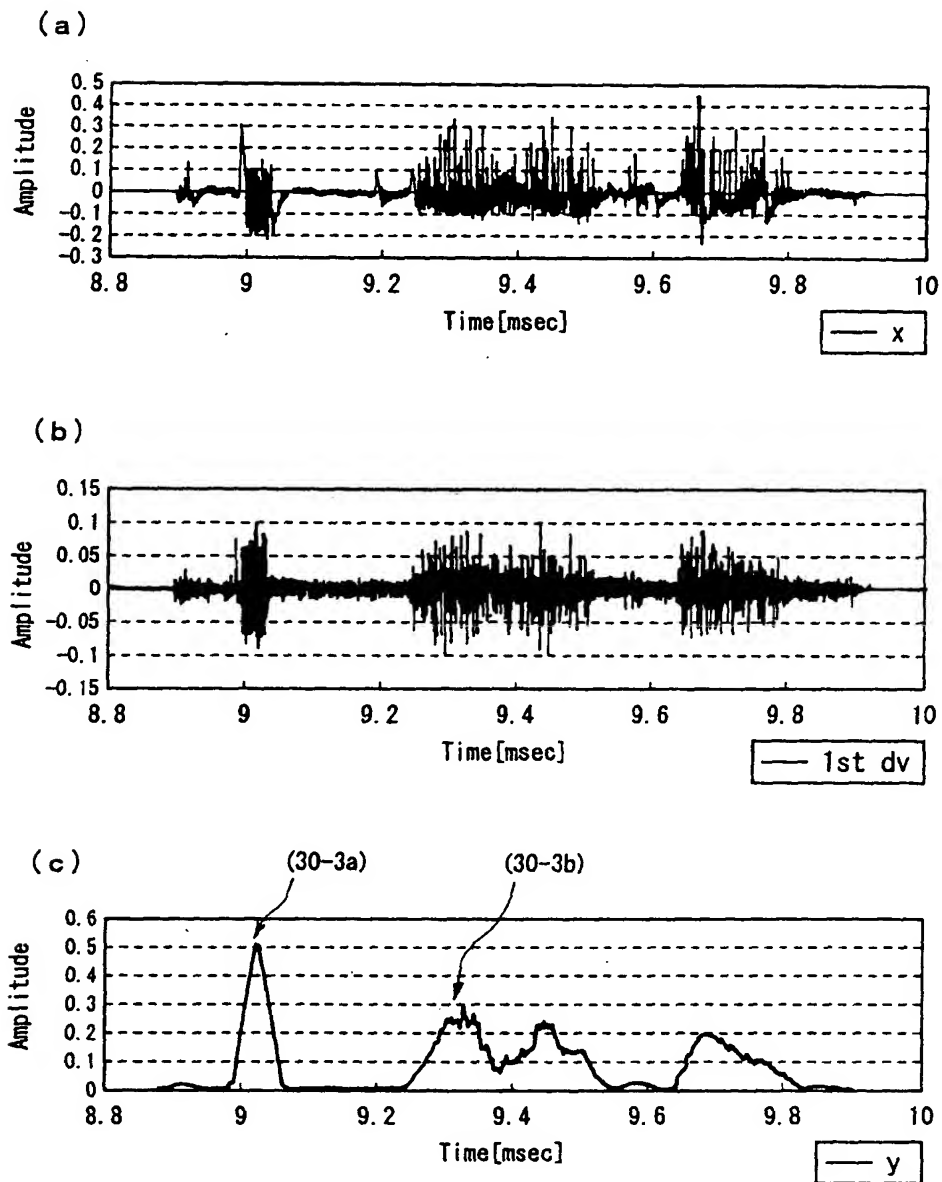 (a)
Amplitude
0.5
0.4
0.3
0.2
0.1
0
-0.1
-0.2
-0.3
8.8 9 9.2 9.4 9.6 9.8 10
Time[msec]
x
(b)
Amplitude
0.15
0.1
0.05
0
-0.05
-0.1
-0.15
8.8 9 9.2 9.4 9.6 9.8 10
Time[msec]
1st dv
(c)
(30-3a) (30-3b)
Amplitude
0.6
0.5
0.4
0.3
0.2
0.1
0
8.8 9 9.2 9.4 9.6 9.8 10
Time[msec]
y